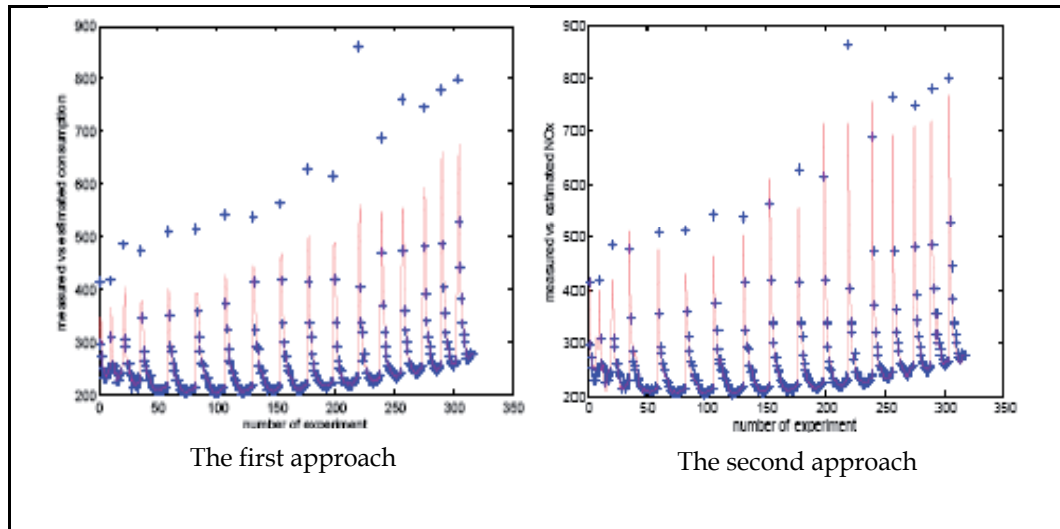 900
800
700
600
500
400
300
200
measured vs estimated consumption
0 50 100 150 200 250 300 350
number of experiment
The first approach
900
800
700
600
500
400
300
200
measured vs estimated NOx
0 50 100 150 200 250 300 350
number of experiment
The second approach